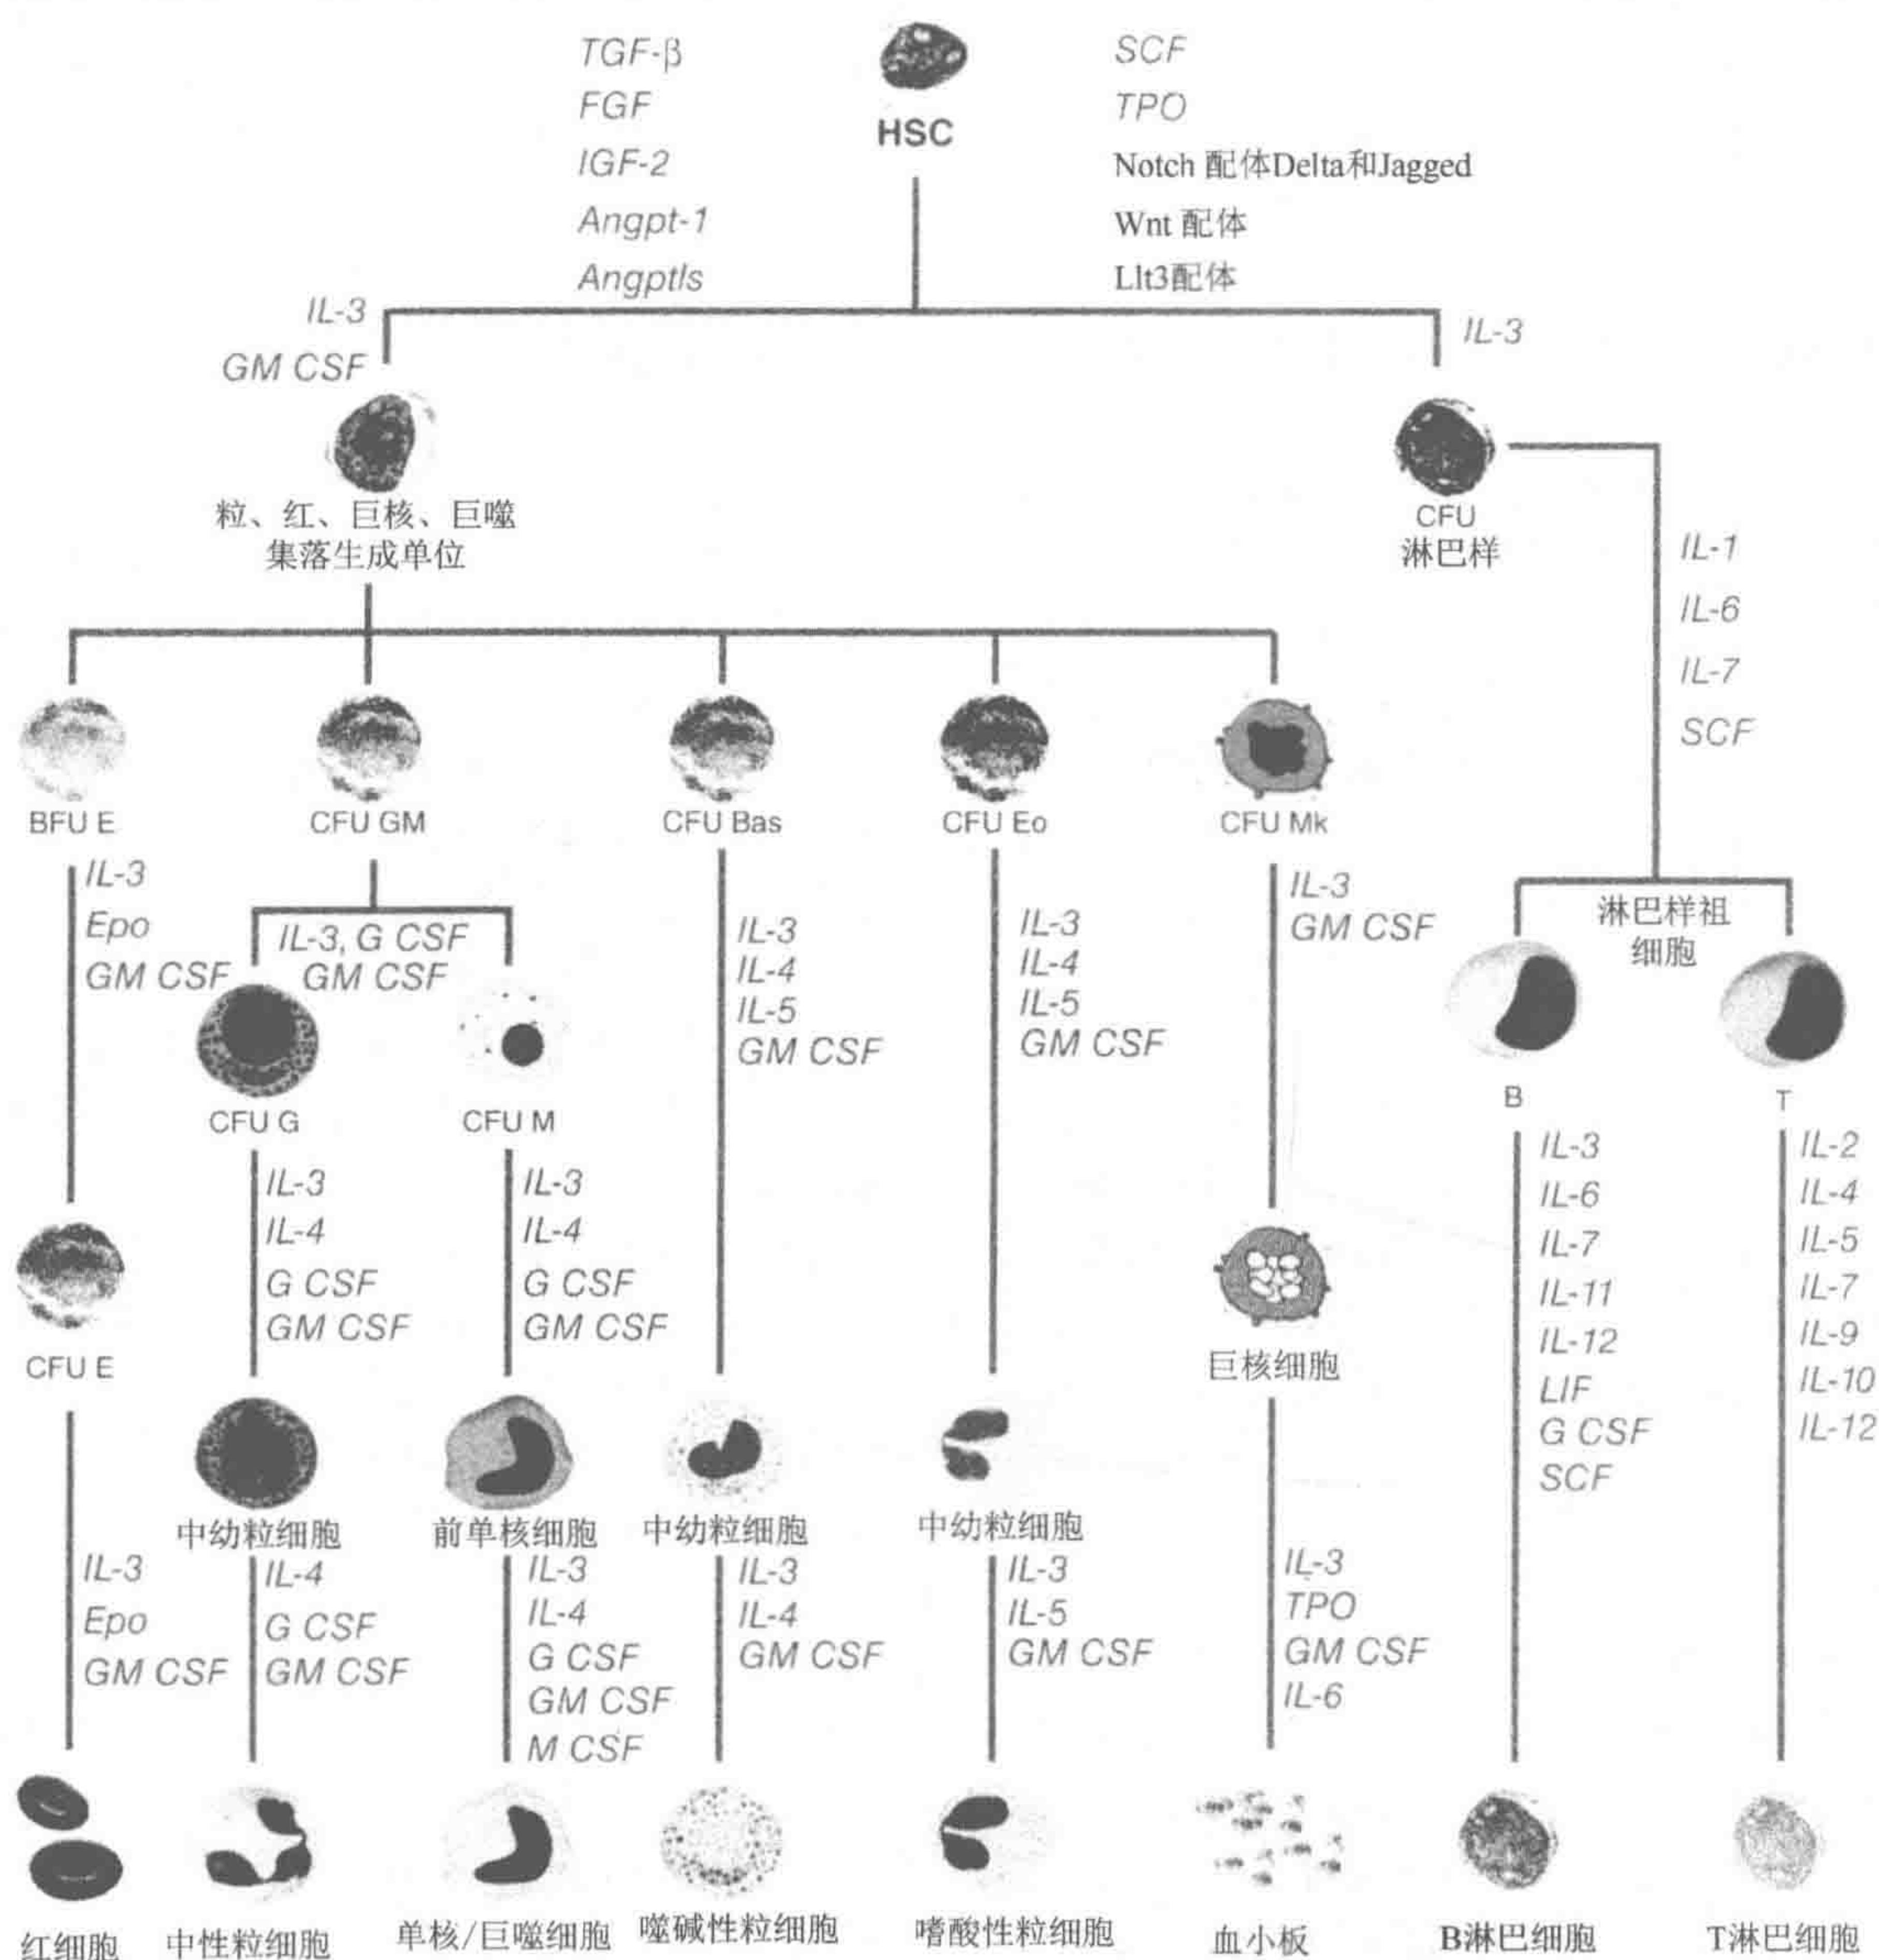 TGF-β
FGF
IGF-2
Angpt-1
Angptls
HSC
SCF
TPO
Notch 配体Delta和Jagged
Wnt 配体
Llt3配体
IL-3
GM CSF
IL-3
粒、红、巨核、巨噬
集落生成单位
CFU
淋巴样
IL-1
IL-6
IL-7
SCF
BFU E
CFU GM
CFU Bas
CFU Eo
CFU Mk
IL-3
Epo
GM CSF
IL-3, G CSF
GM CSF
IL-3
IL-4
IL-5
GM CSF
IL-3
IL-4
IL-5
GM CSF
IL-3
GM CSF
淋巴样祖
细胞
CFU G
CFU M
B
T
IL-3
IL-4
G CSF
GM CSF
IL-3
IL-4
G CSF
GM CSF
IL-3
IL-6
IL-7
IL-11
IL-12
LIF
G CSF
SCF
IL-2
IL-4
IL-5
IL-7
IL-9
IL-10
IL-12
CFU E
巨核细胞
中幼粒细胞
前单核细胞
中幼粒细胞
中幼粒细胞
IL-3
Epo
GM CSF
IL-4
G CSF
GM CSF
IL-3
IL-4
G CSF
GM CSF
M CSF
IL-3
IL-4
GM CSF
IL-3
IL-5
GM CSF
IL-3
TPO
GM CSF
IL-6
红细胞
中性粒细胞
单核/巨噬细胞
噬碱性粒细胞
嗜酸性粒细胞
血小板
B淋巴细胞
T淋巴细胞